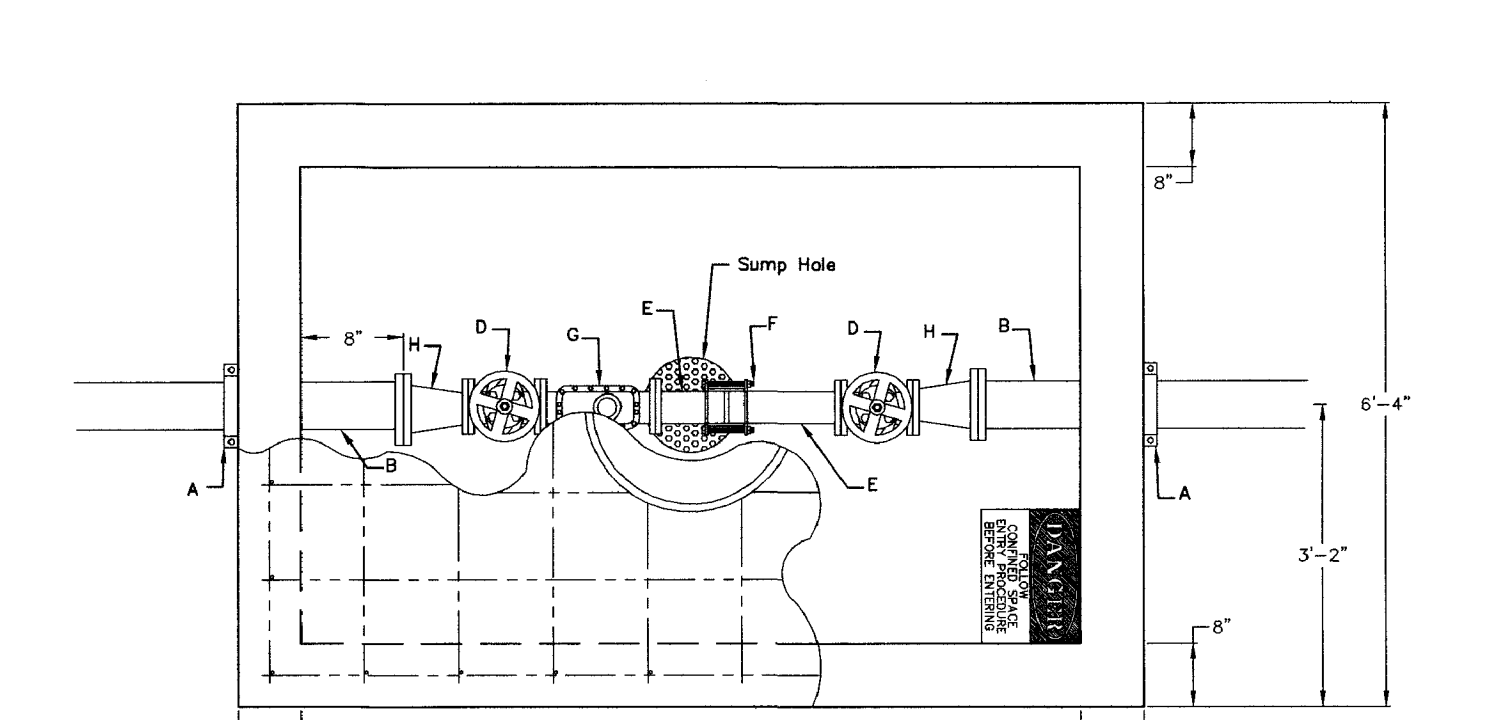 8"
Sump Hole
E
F
D
G
D
H
B
8"
H
6'-4"
B
E
A
A
DANGER
FOLLOW
CONFINED SPACE
ENTRY PROCEDURE
BEFORE ENTERING
3'-2"
8"